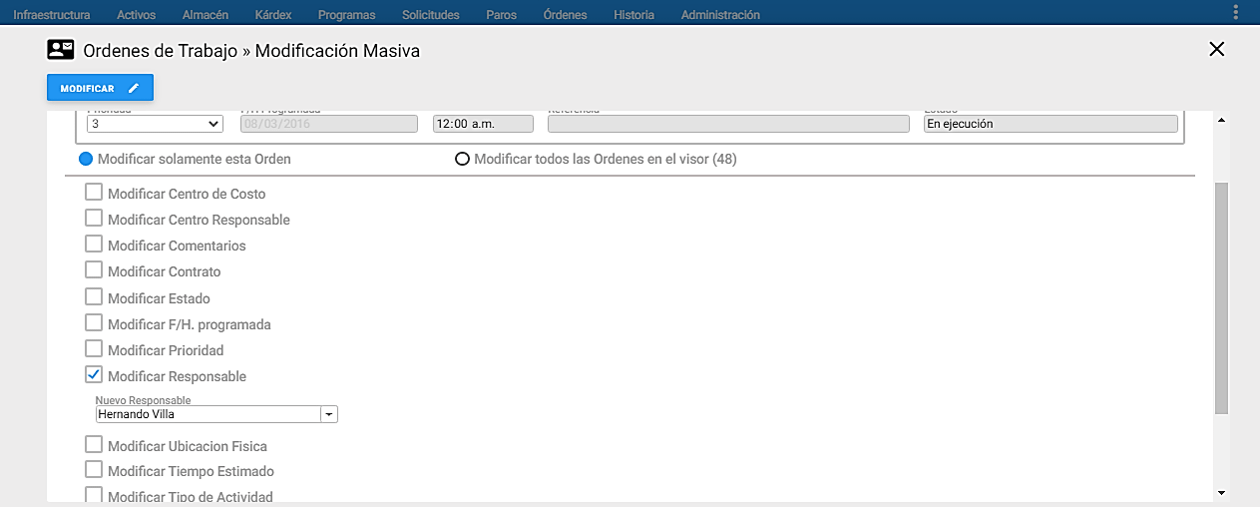 Infraestructura Activos Almacén Kárdex Programas Solicitudes Paros Órdenes Historia Administración
Ordenes de Trabajo » Modificación Masiva
MODIFICAR
Prioridad F/H Programada Referencia Estado
3 08/03/2016 12:00 a.m. En ejecución
Modificar solamente esta Orden Modificar todos las Ordenes en el visor (48)
Modificar Centro de Costo
Modificar Centro Responsable
Modificar Comentarios
Modificar Contrato
Modificar Estado
Modificar F/H. programada
Modificar Prioridad
Modificar Responsable
Nuevo Responsable
Hernando Villa
Modificar Ubicacion Fisica
Modificar Tiempo Estimado
Modificar Tipo de Actividad